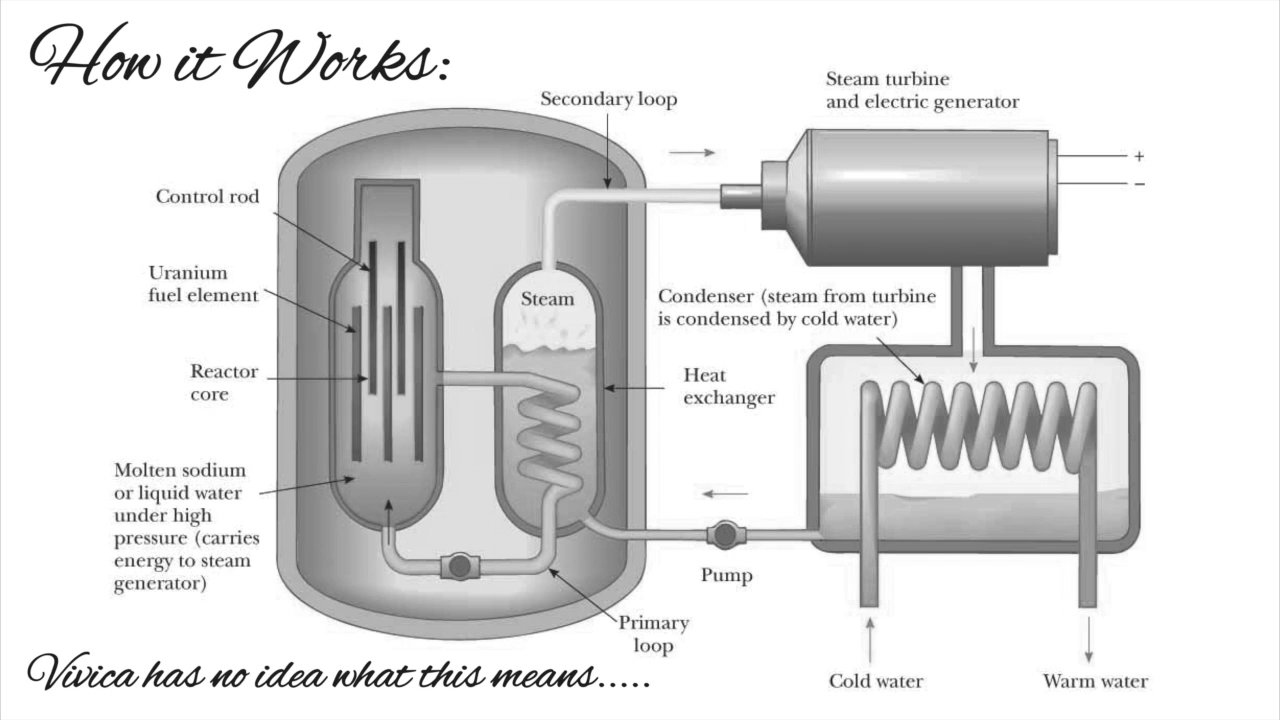 How it Works:
Secondary loop
Steam turbine
and electric generator
+
−
Control rod
Uranium
fuel element
Steam
Condenser (steam from turbine
is condensed by cold water)
Reactor
core
Heat
exchanger
Molten sodium
or liquid water
under high
pressure (carries
energy to steam
generator)
Pump
Primary
loop
Cold water
Warm water
Vivica has no idea what this means.....